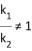 k₁/k₂ ≠ 1